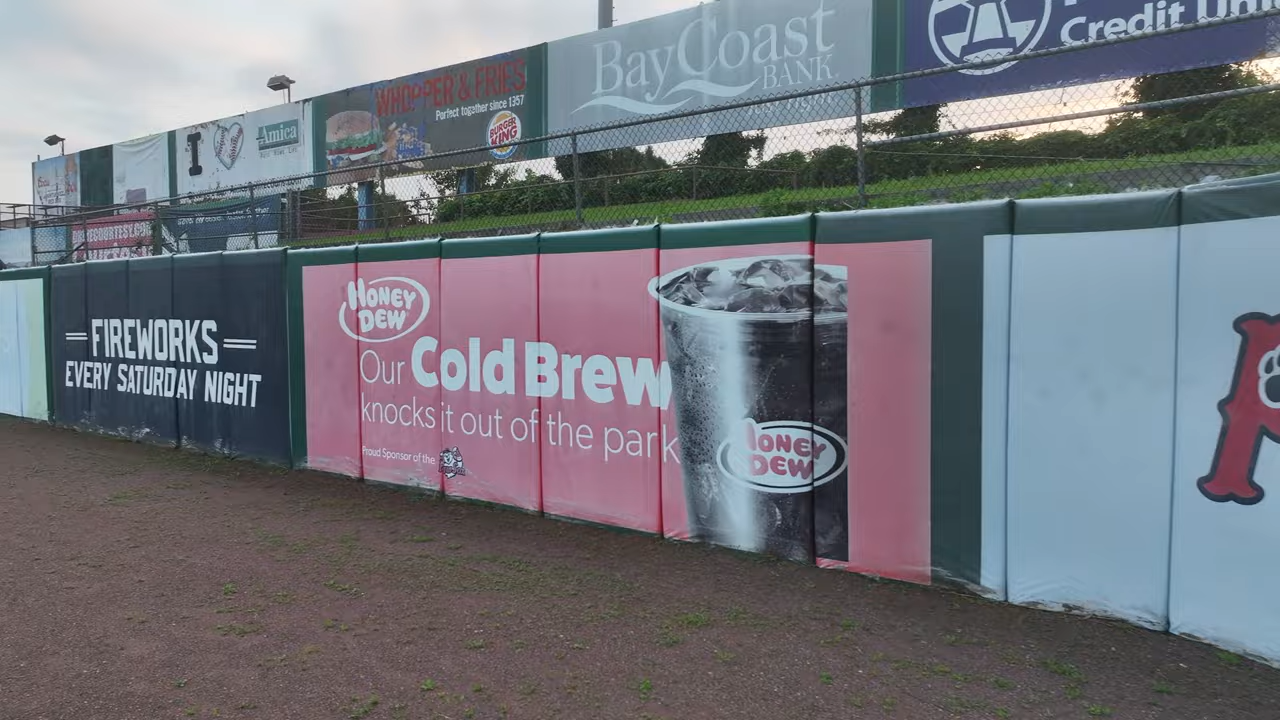 BayCoast
BANK
Credit Uni
WHOPPER & FRIES
Perfect together since 1957
BURGER
KING
I
Amica
FIREWORKS
EVERY SATURDAY NIGHT
HONEY
DEW
Our Cold Brew
knocks it out of the park
Proud Sponsor of the
HONEY
DEW